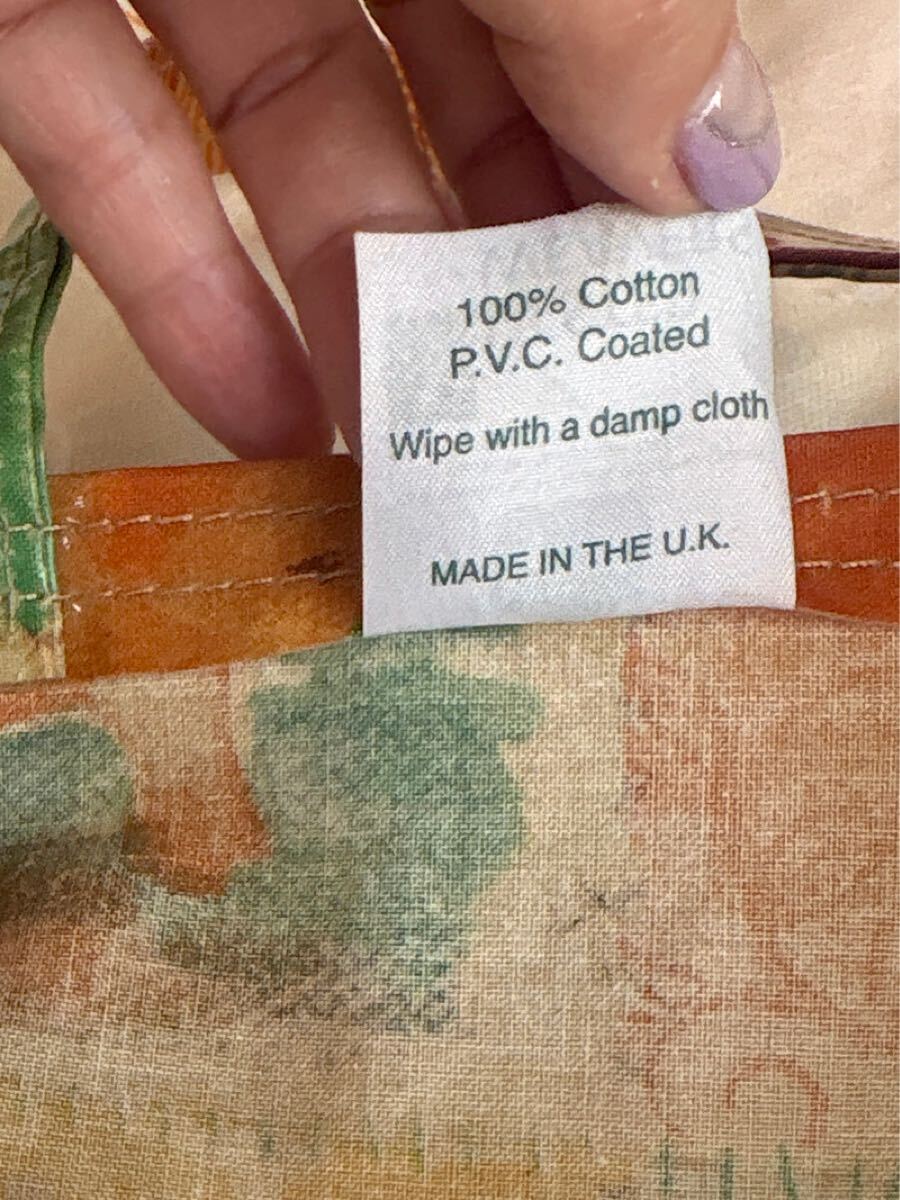 100% Cotton
P.V.C. Coated
Wipe with a damp cloth
MADE IN THE U.K.